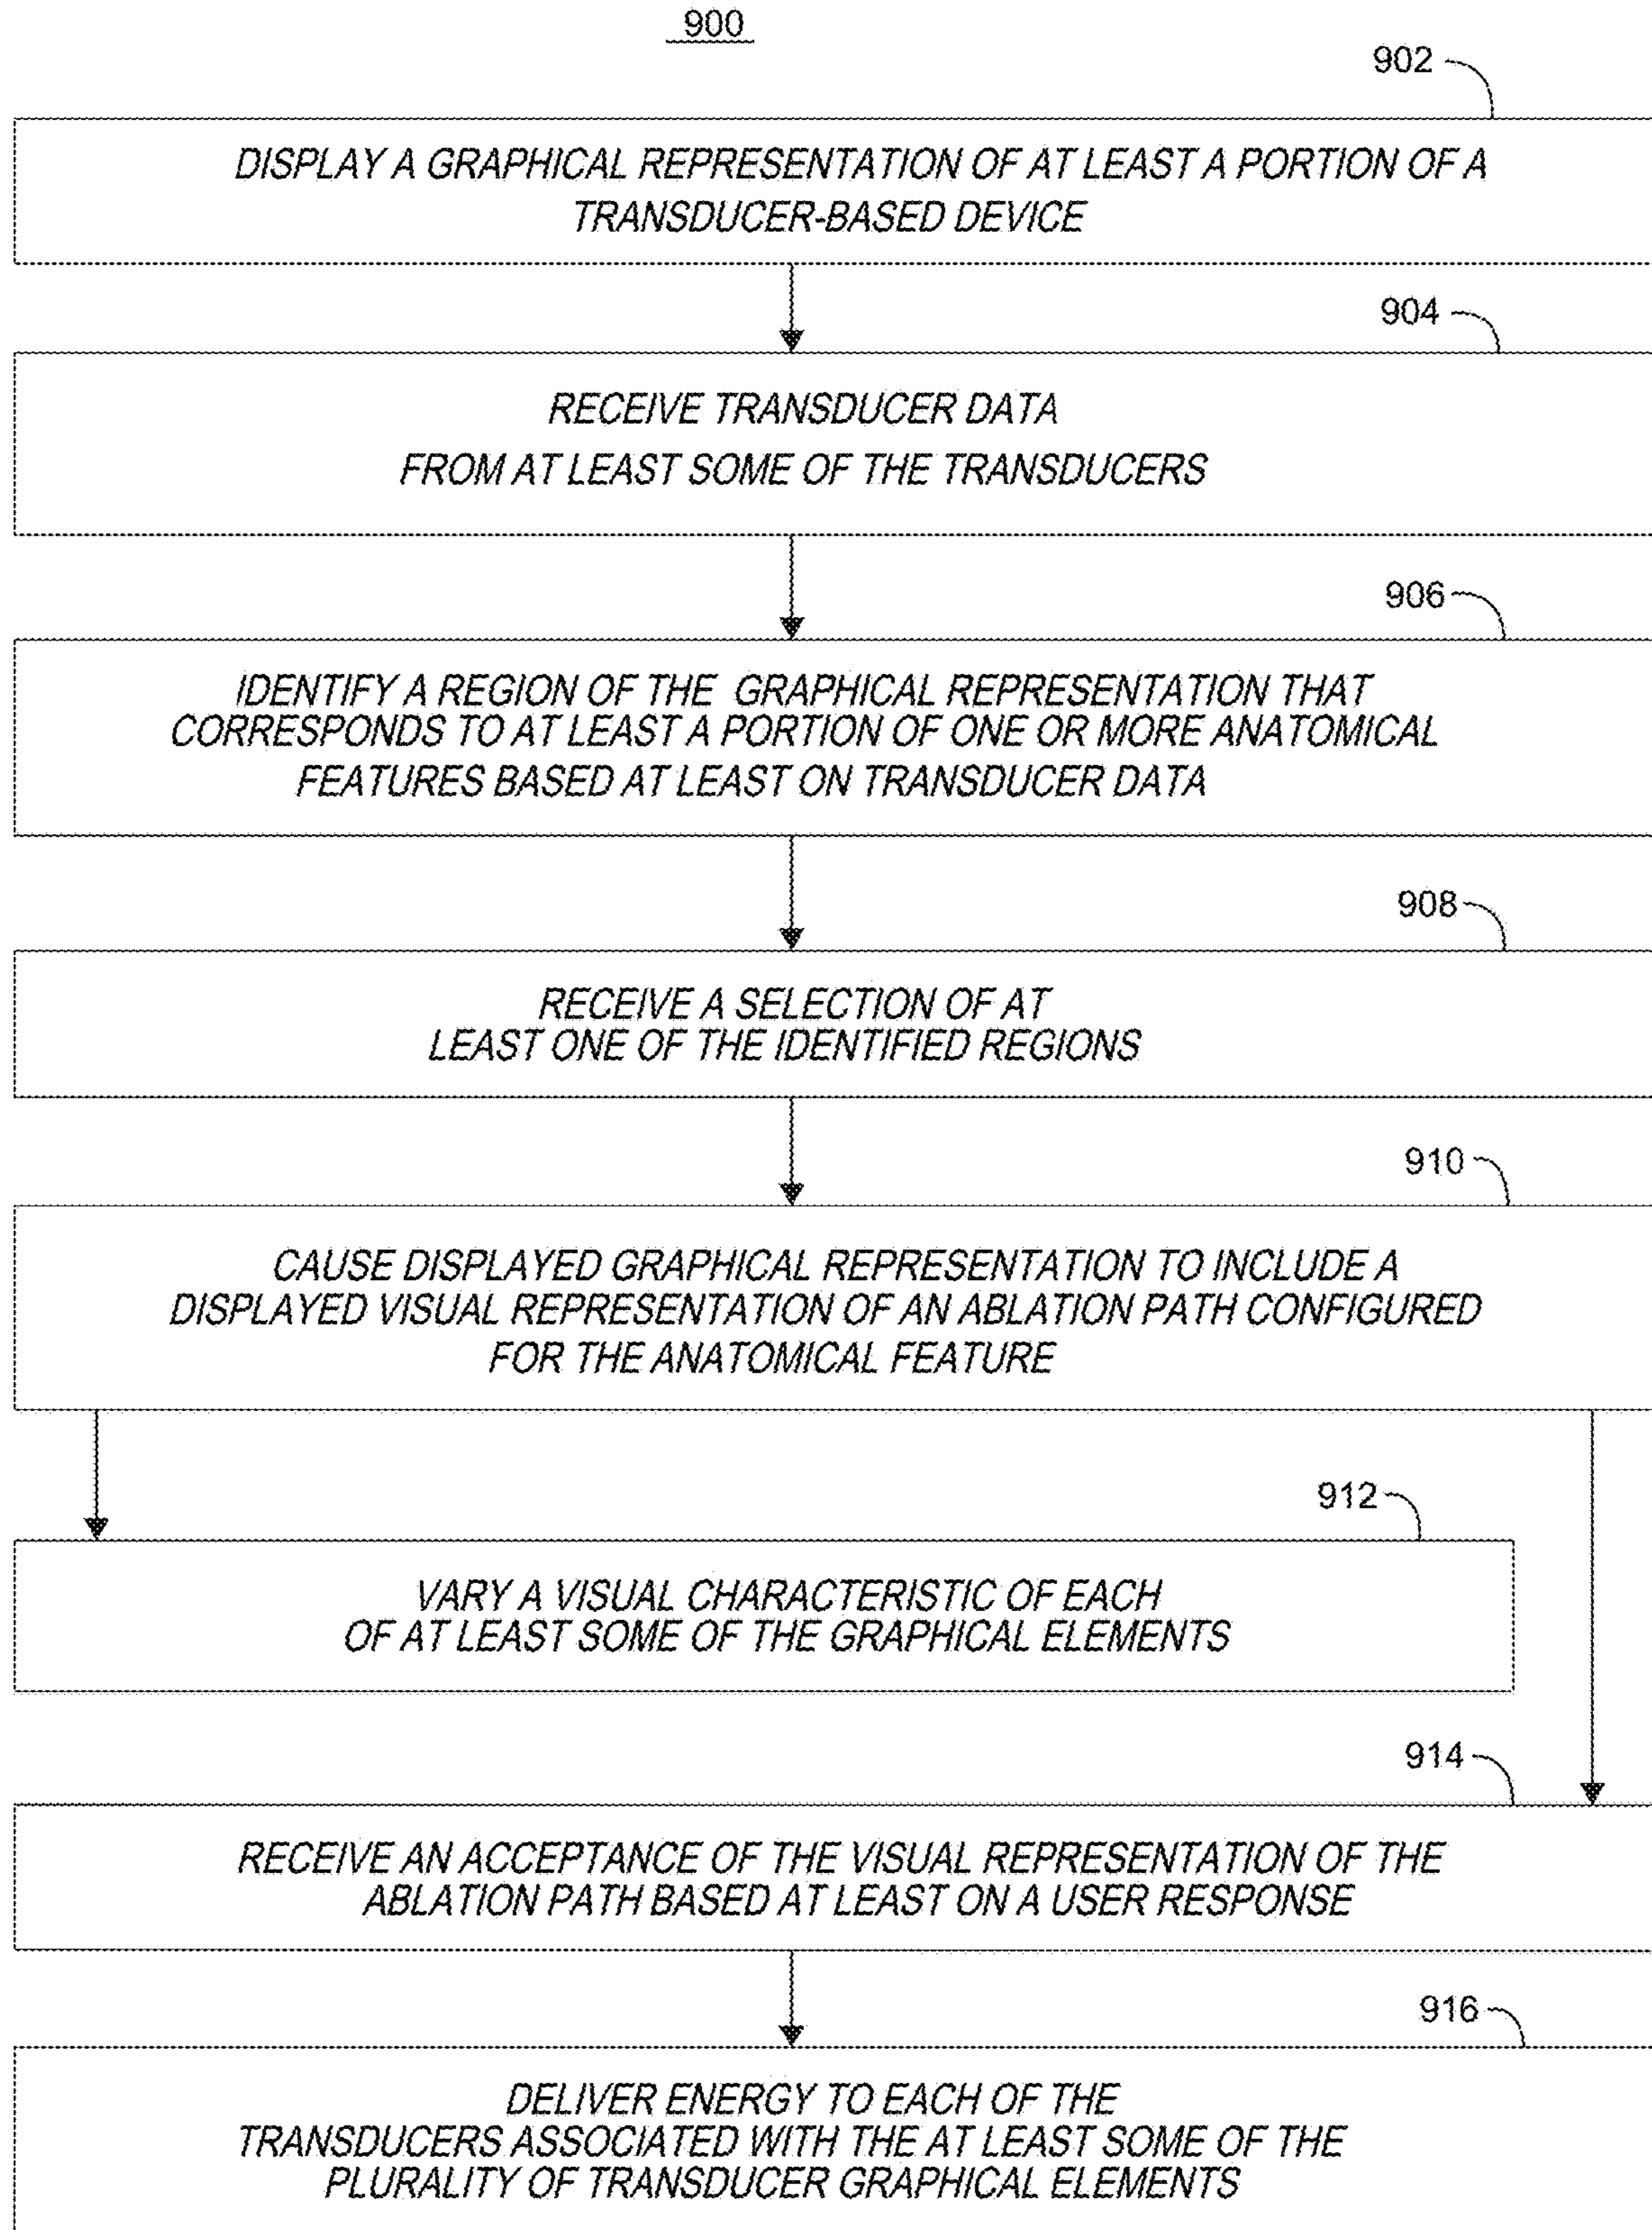 900
902
DISPLAY A GRAPHICAL REPRESENTATION OF AT LEAST A PORTION OF A
TRANSDUCER-BASED DEVICE
904
RECEIVE TRANSDUCER DATA
FROM AT LEAST SOME OF THE TRANSDUCERS
906
IDENTIFY A REGION OF THE GRAPHICAL REPRESENTATION THAT
CORRESPONDS TO AT LEAST A PORTION OF ONE OR MORE ANATOMICAL
FEATURES BASED AT LEAST ON TRANSDUCER DATA
908
RECEIVE A SELECTION OF AT
LEAST ONE OF THE IDENTIFIED REGIONS
910
CAUSE DISPLAYED GRAPHICAL REPRESENTATION TO INCLUDE A
DISPLAYED VISUAL REPRESENTATION OF AN ABLATION PATH CONFIGURED
FOR THE ANATOMICAL FEATURE
912
VARY A VISUAL CHARACTERISTIC OF EACH
OF AT LEAST SOME OF THE GRAPHICAL ELEMENTS
914
RECEIVE AN ACCEPTANCE OF THE VISUAL REPRESENTATION OF THE
ABLATION PATH BASED AT LEAST ON A USER RESPONSE
916
DELIVER ENERGY TO EACH OF THE
TRANSDUCERS ASSOCIATED WITH THE AT LEAST SOME OF THE
PLURALITY OF TRANSDUCER GRAPHICAL ELEMENTS